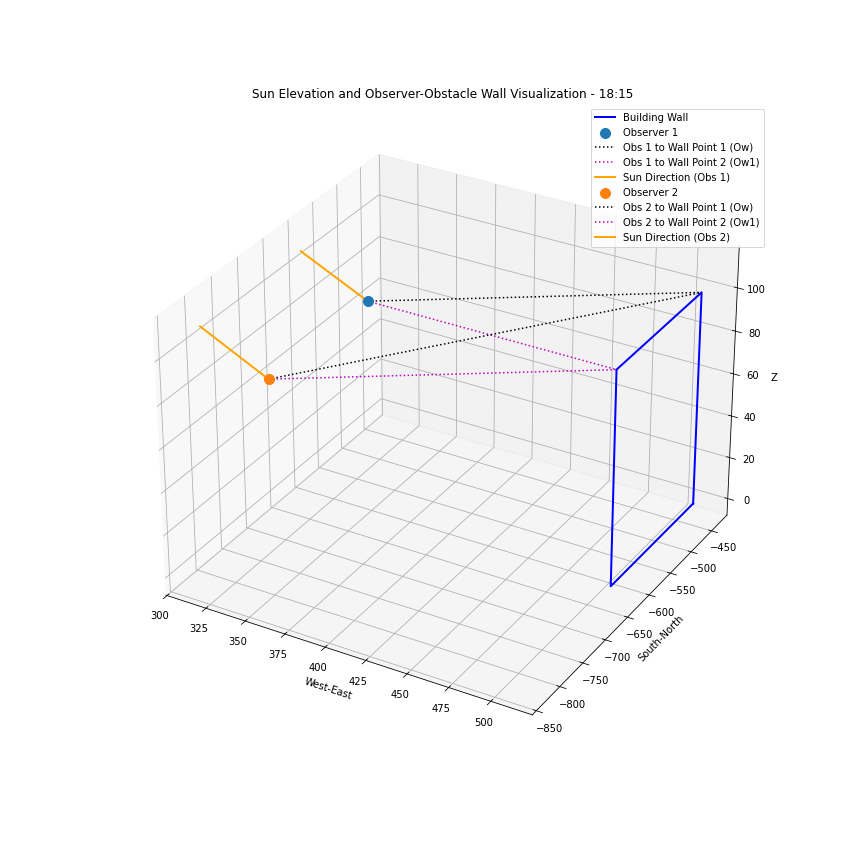 Sun Elevation and Observer-Obstacle Wall Visualization - 18:15
Building Wall
Observer 1
Obs 1 to Wall Point 1 (Ow)
Obs 1 to Wall Point 2 (Ow1)
Sun Direction (Obs 1)
Observer 2
Obs 2 to Wall Point 1 (Ow)
Obs 2 to Wall Point 2 (Ow1)
Sun Direction (Obs 2)
100
80
60
Z
40
20
0
−450
−500
−550
−600
−650
−700
−750
−800
−850
South-North
300
325
350
375
400
425
450
475
500
West-East